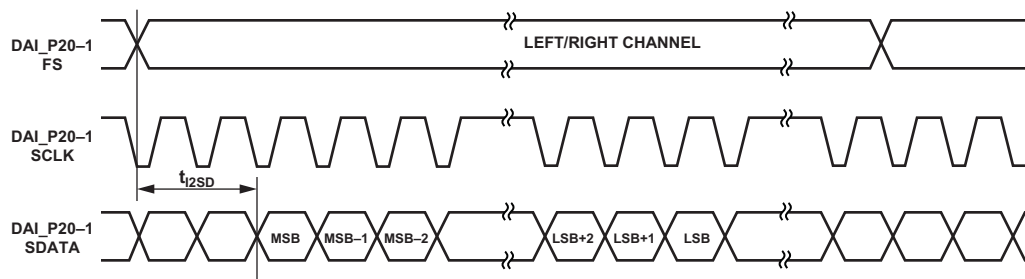 DAI_P20–1
FS
LEFT/RIGHT CHANNEL
DAI_P20–1
SCLK
tI2SD
DAI_P20–1
SDATA
MSB
MSB–1
MSB–2
LSB+2
LSB+1
LSB